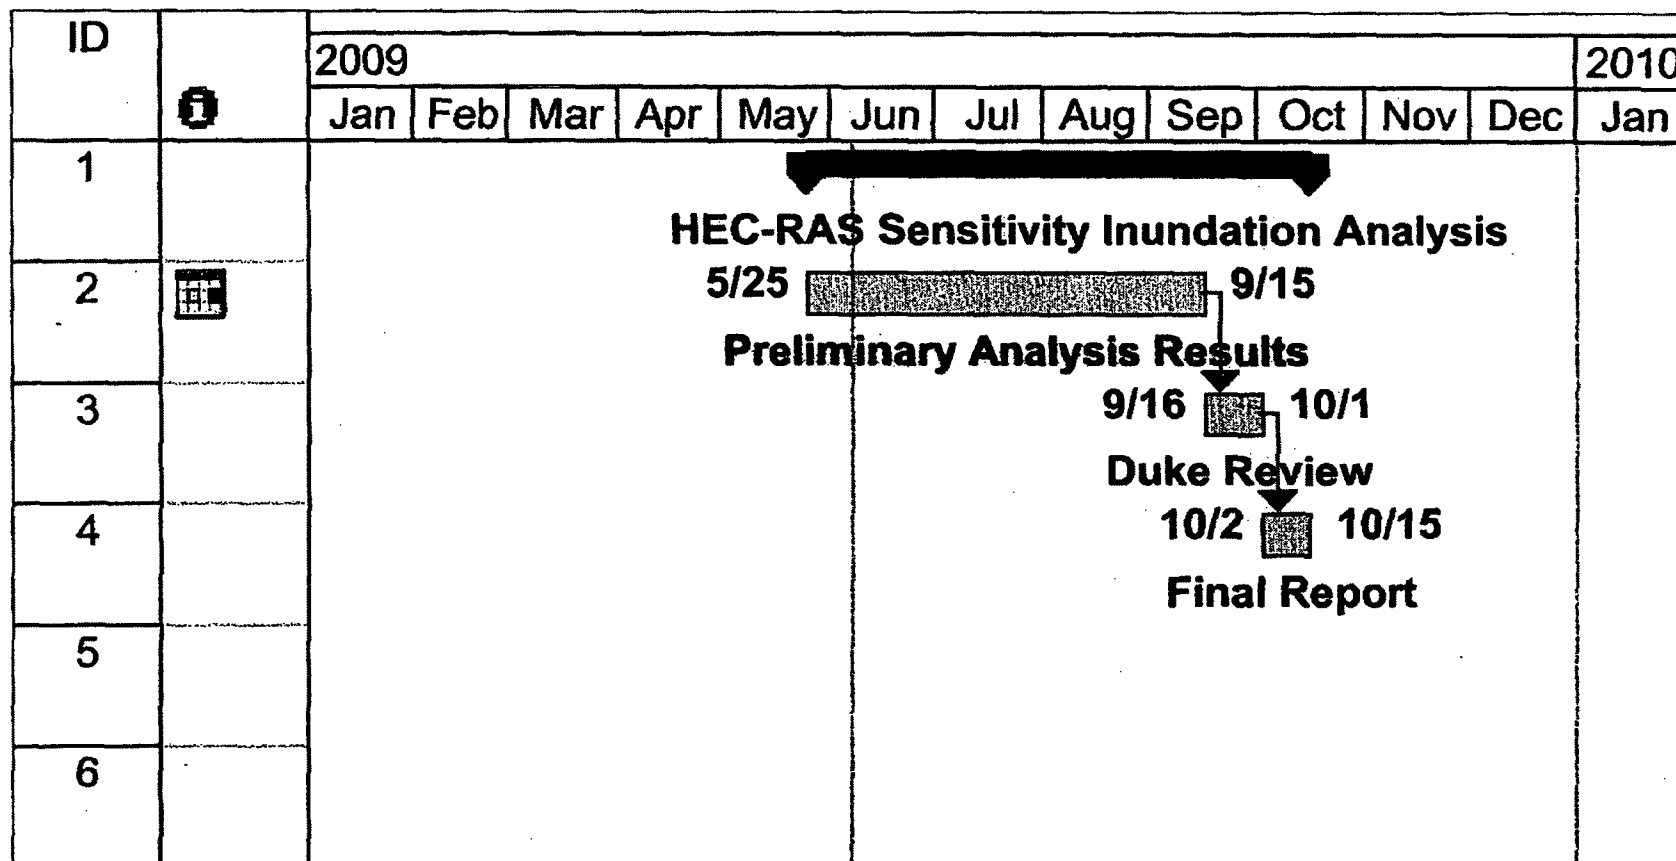 ID
2009 2010
Jan Feb Mar Apr May Jun Jul Aug Sep Oct Nov Dec Jan
1
HEC-RAS Sensitivity Inundation Analysis
2 5/25 9/15
Preliminary Analysis Results
3 9/16 10/1
Duke Review
4 10/2 10/15
Final Report
5
6